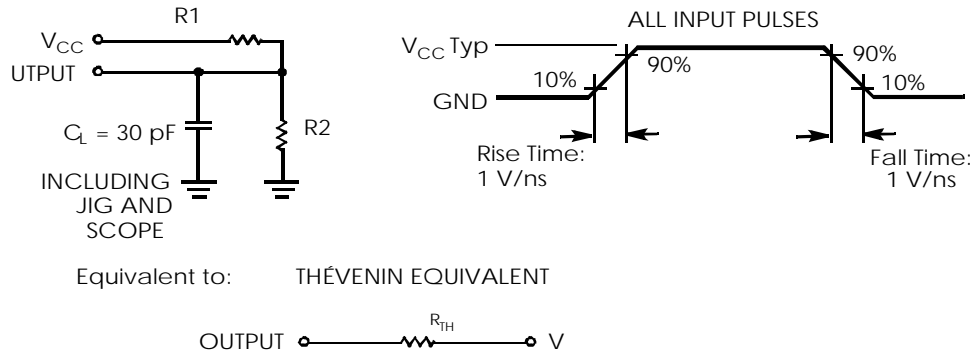 R1
VCC
UTPUT
CL = 30 pF
R2
INCLUDING
JIG AND
SCOPE
ALL INPUT PULSES
VCC Typ
GND
10%
90%
90%
10%
Rise Time:
1 V/ns
Fall Time:
1 V/ns
Equivalent to: THÉVENIN EQUIVALENT
OUTPUT
RTH
V